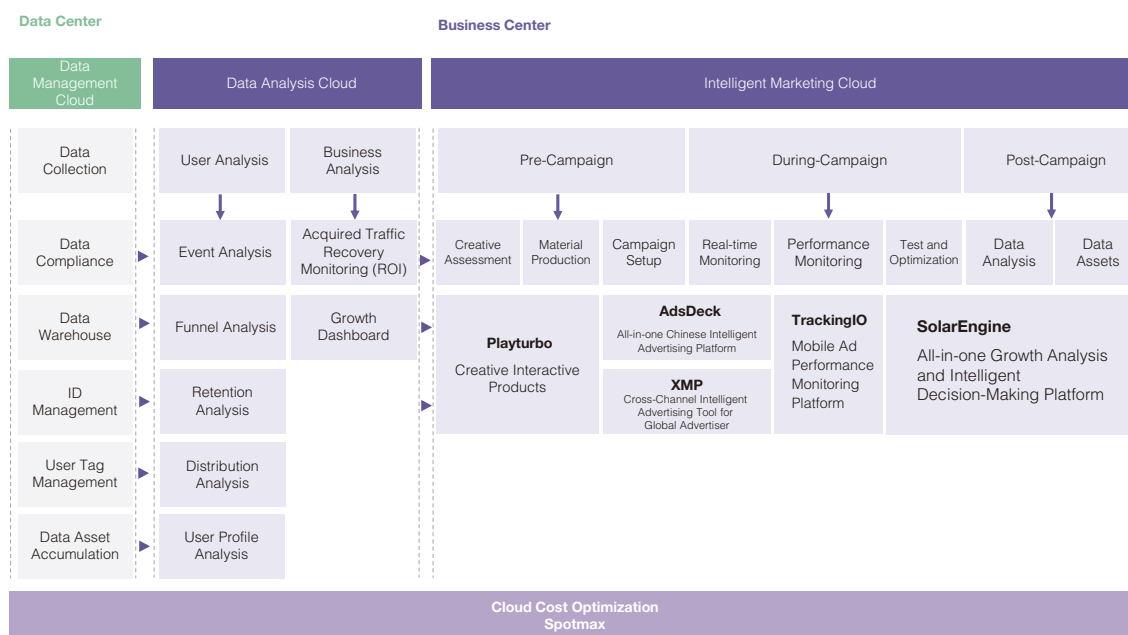 Data Center
Business Center
Data
Management
Cloud
Data Analysis Cloud
Intelligent Marketing Cloud
Data
Collection
User Analysis
Business
Analysis
Pre-Campaign
During-Campaign
Post-Campaign
Data
Compliance
Event Analysis
Acquired Traffic
Recovery
Monitoring (ROI)
Creative
Assessment
Material
Production
Campaign
Setup
Real-time
Monitoring
Performance
Monitoring
Test and
Optimization
Data
Analysis
Data
Assets
Data
Warehouse
Funnel Analysis
Growth
Dashboard
Playturbo
Creative Interactive
Products
AdsDeck
All-in-one Chinese Intelligent
Advertising Platform
XMP
Cross-Channel Intelligent
Advertising Tool for
Global Advertiser
TrackingIO
Mobile Ad
Performance
Monitoring
Platform
SolarEngine
All-in-one Growth Analysis
and Intelligent
Decision-Making Platform
ID
Management
Retention
Analysis
User Tag
Management
Distribution
Analysis
Data Asset
Accumulation
User Profile
Analysis
Cloud Cost Optimization
Spotmax